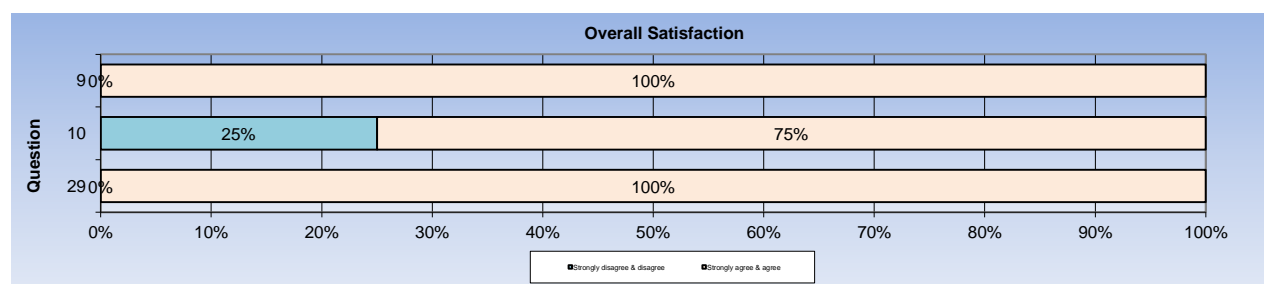 Overall Satisfaction
Question
9 0% 100%
10 25% 75%
29 0% 100%
0% 10% 20% 30% 40% 50% 60% 70% 80% 90% 100%
Strongly disagree & disagree Strongly agree & agree